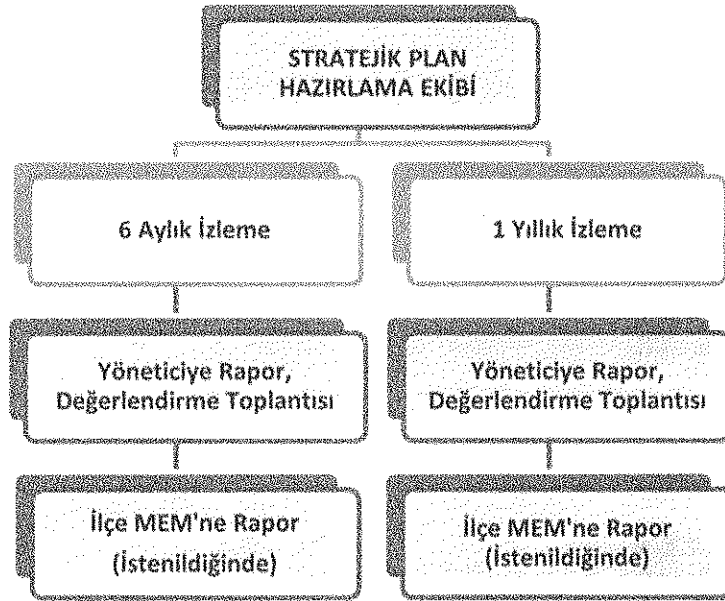 STRATEJİK PLAN
HAZIRLAMA EKİBİ
6 Aylık İzleme
1 Yıllık İzleme
Yöneticiye Rapor,
Değerlendirme Toplantısı
Yöneticiye Rapor,
Değerlendirme Toplantısı
İlçe MEM'ne Rapor
(İstenildiğinde)
İlçe MEM'ne Rapor
(İstenildiğinde)